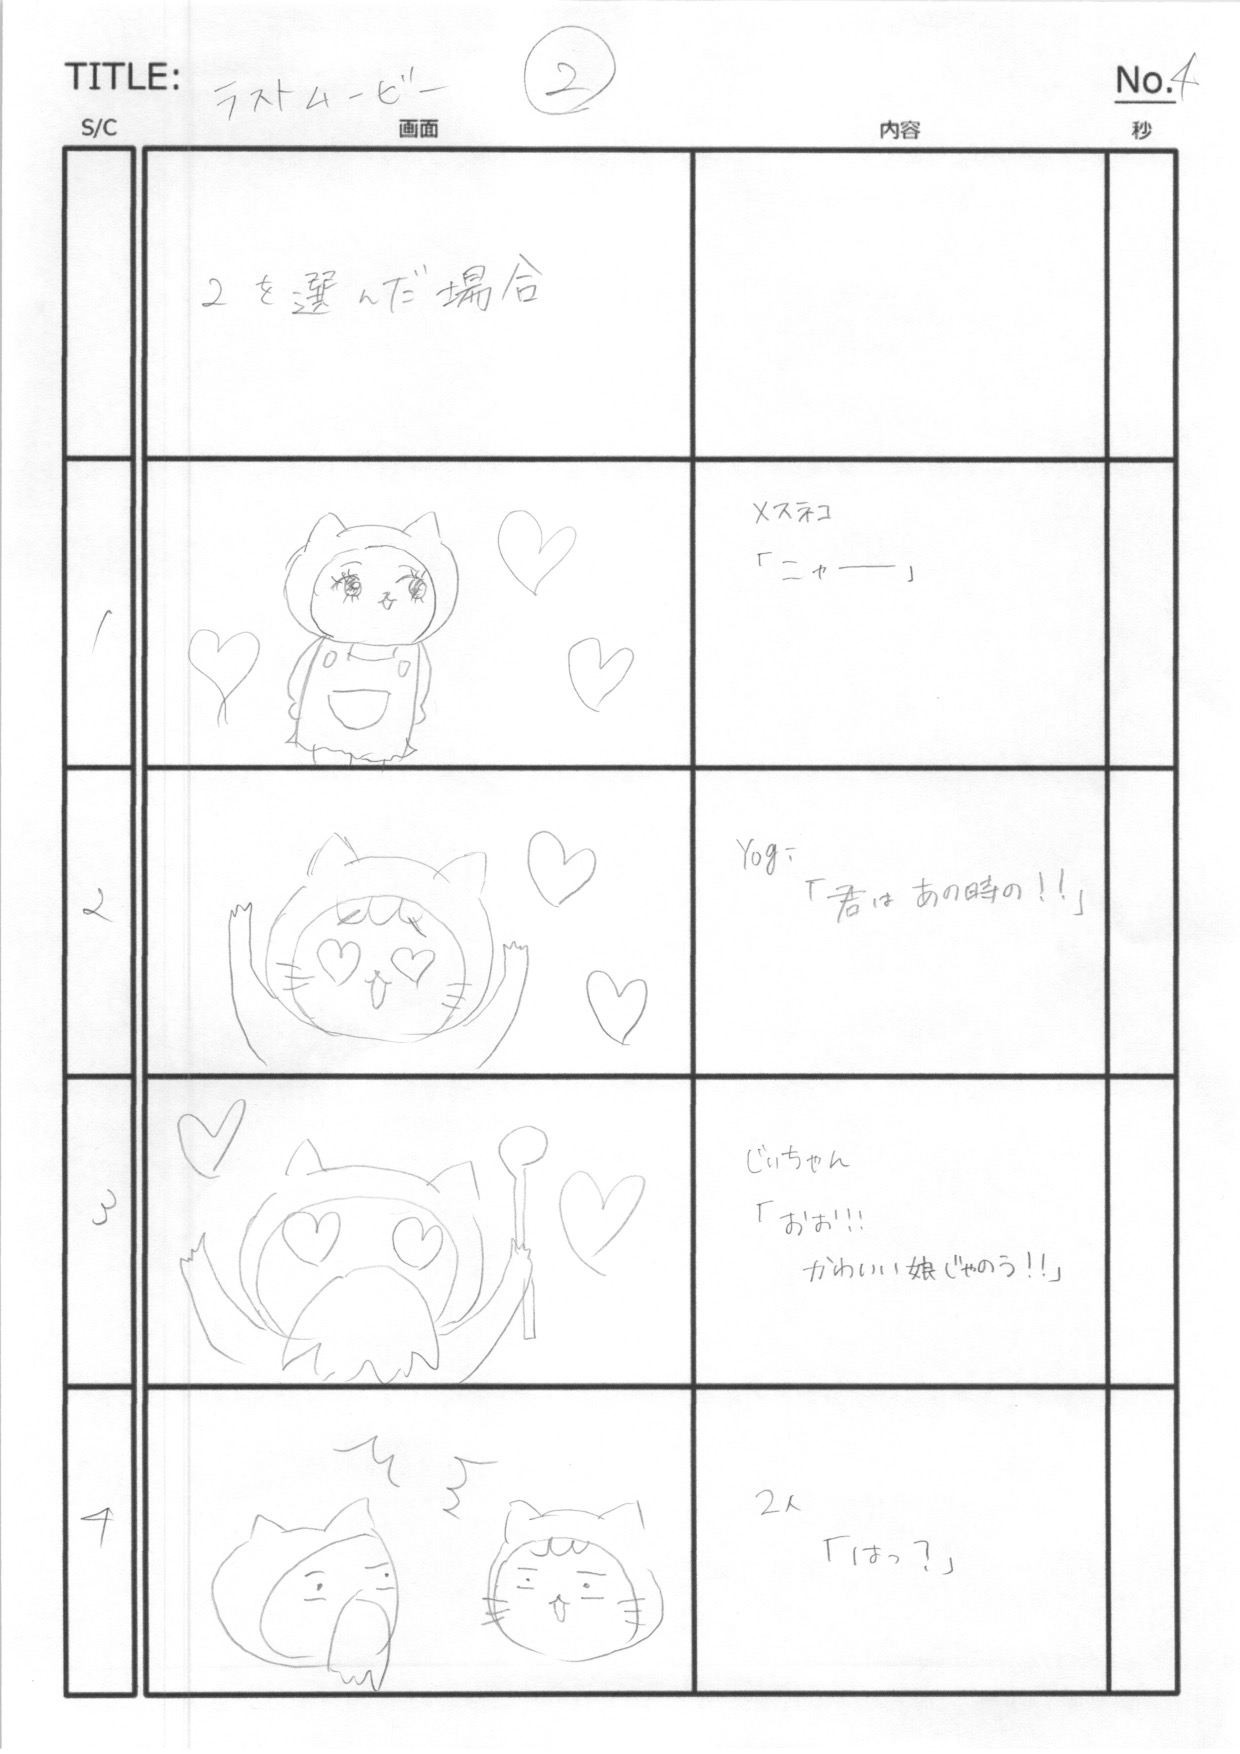 TITLE: ラストムービー ② No.4
S/C 画面 内容 秒
2を選んだ場合
1
メスネコ
「ニャー」
2
Yog:
「君はあの時の!!」
3
じいちゃん
「おお!!!
かわいい娘じゃのう!!」
4
2人
「はっ?」